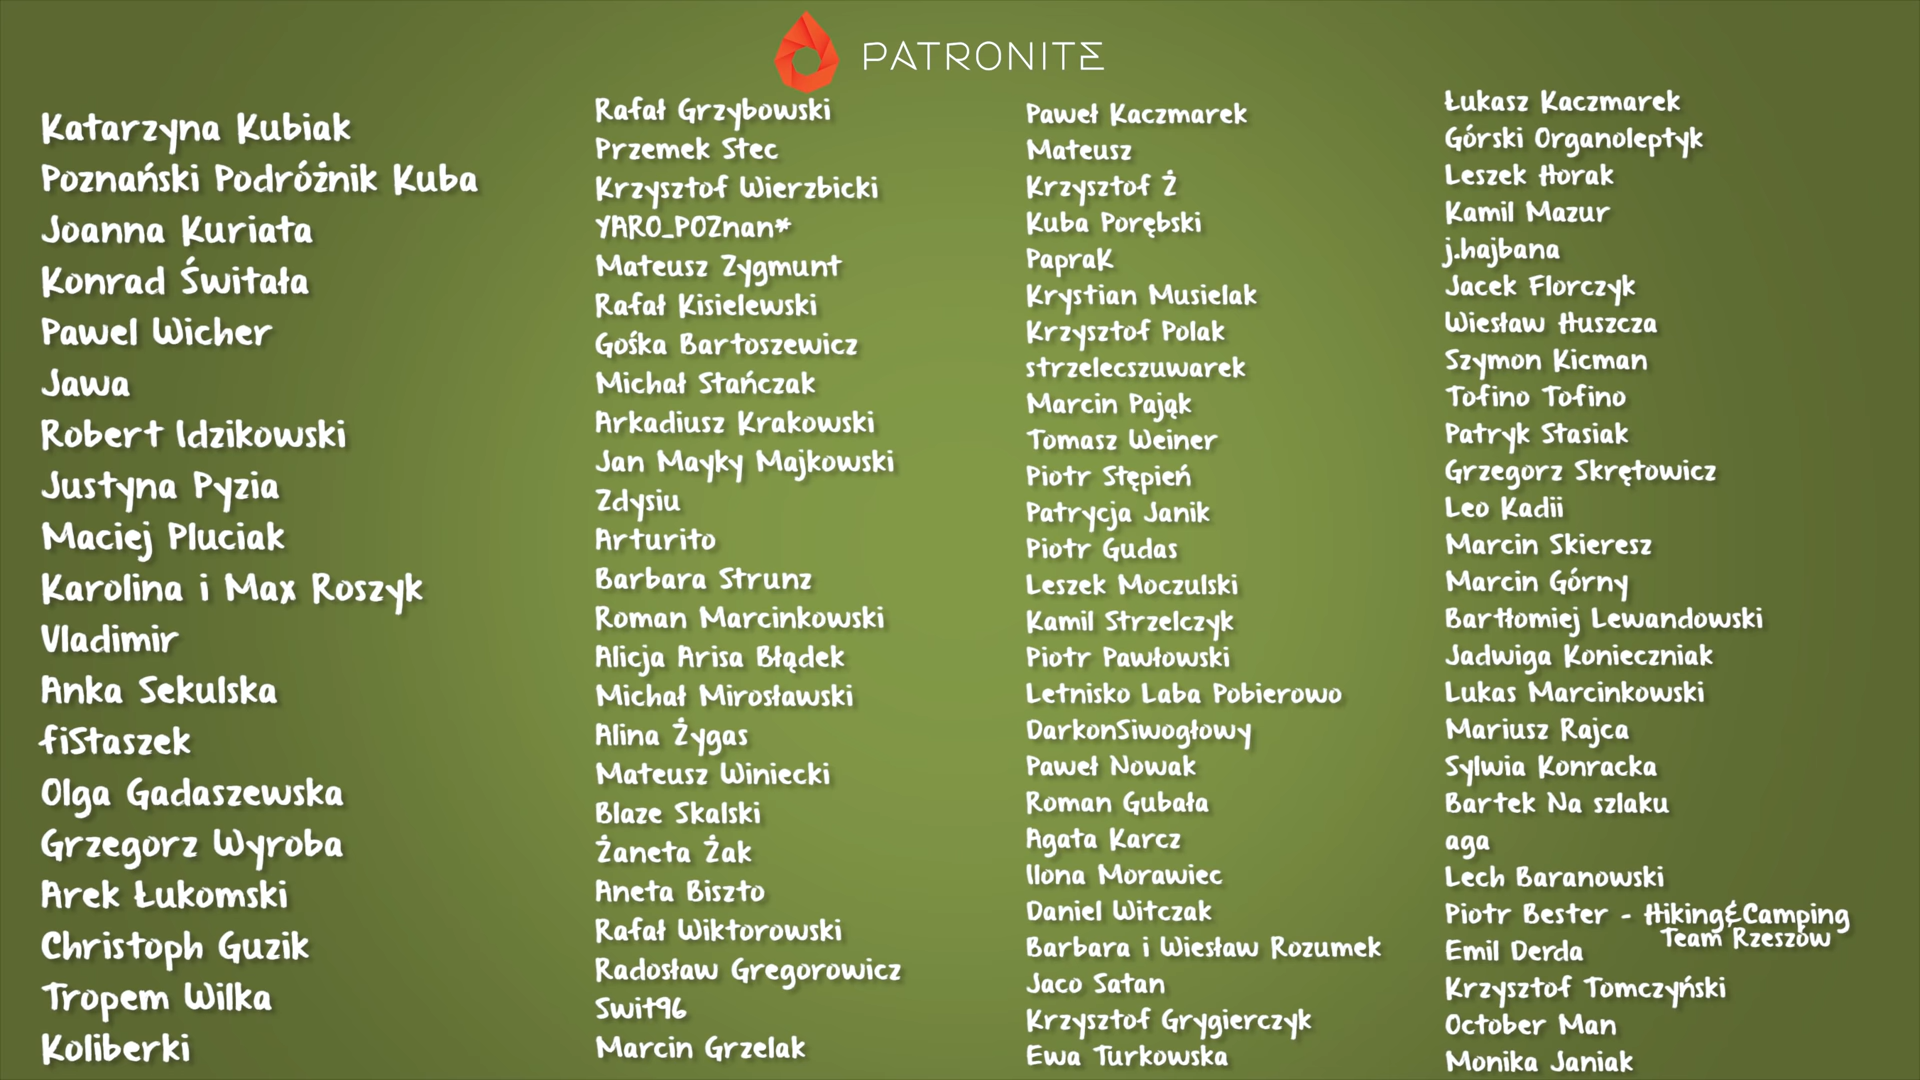 PATRONITE
Katarzyna Kubiak
Poznański Podróżnik Kuba
Joanna Kuriata
Konrad Świtała
Pawel Wicher
Jawa
Robert Idzikowski
Justyna Pyzia
Maciej Pluciak
Karolina i Max Roszyk
Vladimir
Anka Sekulska
fiStaszek
Olga Gadaszewska
Grzegorz Wyroba
Arek Łukomski
Christoph Guzik
Tropem Wilka
Koliberki
Rafał Grzybowski
Przemek Stec
Krzysztof Wierzbicki
YARO_POZnan*
Mateusz Zygmunt
Rafał Kisielewski
Gośka Bartoszewicz
Michał Stańczak
Arkadiusz Krakowski
Jan Mayky Majkowski
Zdysiu
Arturito
Barbara Strunz
Roman Marcinkowski
Alicja Arisa Błądek
Michał Mirosławski
Alina Żygas
Mateusz Winiecki
Blaze Skalski
Żaneta Żak
Aneta Biszto
Rafał Wiktorowski
Radosław Gregorowicz
Swit96
Marcin Grzelak
Paweł Kaczmarek
Mateusz
Krzysztof Ż
Kuba Porębski
PapraK
Krystian Musielak
Krzysztof Polak
strzelecszuwarek
Marcin Pająk
Tomasz Weiner
Piotr Stępień
Patrycja Janik
Piotr Gudas
Leszek Moczulski
Kamil Strzelczyk
Piotr Pawłowski
Letnisko Laba Pobierowo
DarkonSiwogłowy
Paweł Nowak
Roman Gubała
Agata Karcz
Ilona Morawiec
Daniel Witczak
Barbara i Wiesław Rozumek
Jaco Satan
Krzysztof Grygierczyk
Ewa Turkowska
Łukasz Kaczmarek
Górski Organoleptyk
Leszek Horak
Kamil Mazur
j.hajbana
Jacek Florczyk
Wiesław Huszcza
Szymon Kicman
Tofino Tofino
Patryk Stasiak
Grzegorz Skrętowicz
Leo Kadii
Marcin Skieresz
Marcin Górny
Bartłomiej Lewandowski
Jadwiga Konieczniak
Lukas Marcinkowski
Mariusz Rajca
Sylwia Konracka
Bartek Na szlaku
aga
Lech Baranowski
Piotr Bester - Hiking&Camping
Team Rzeszów
Emil Derda
Krzysztof Tomczyński
October Man
Monika Janiak